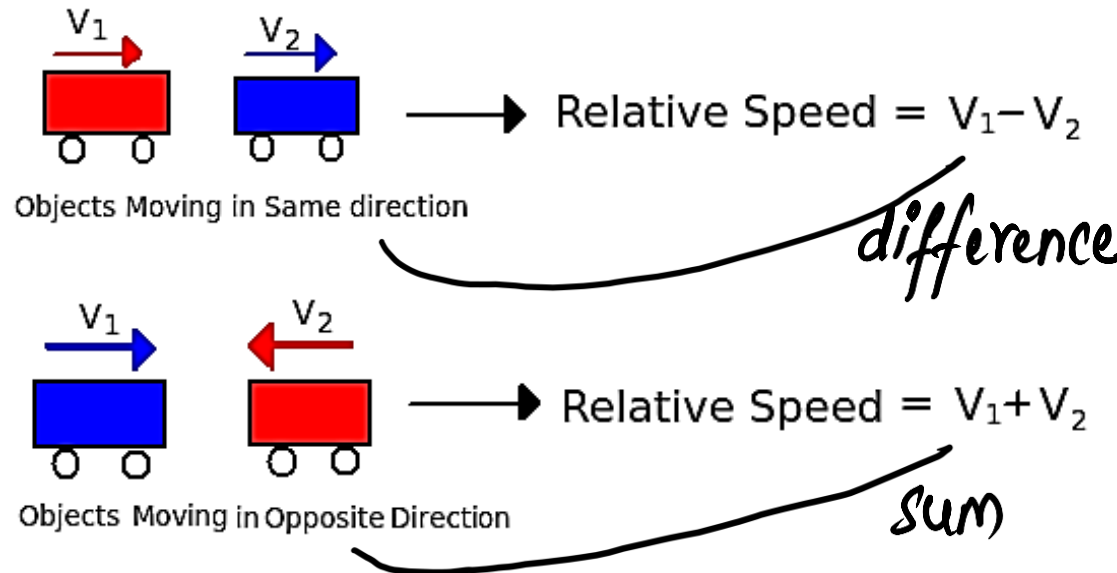 V₁ V₂
Relative Speed = V₁−V₂
Objects Moving in Same direction
difference
V₁ V₂
Relative Speed = V₁+V₂
Objects Moving in Opposite Direction
sum